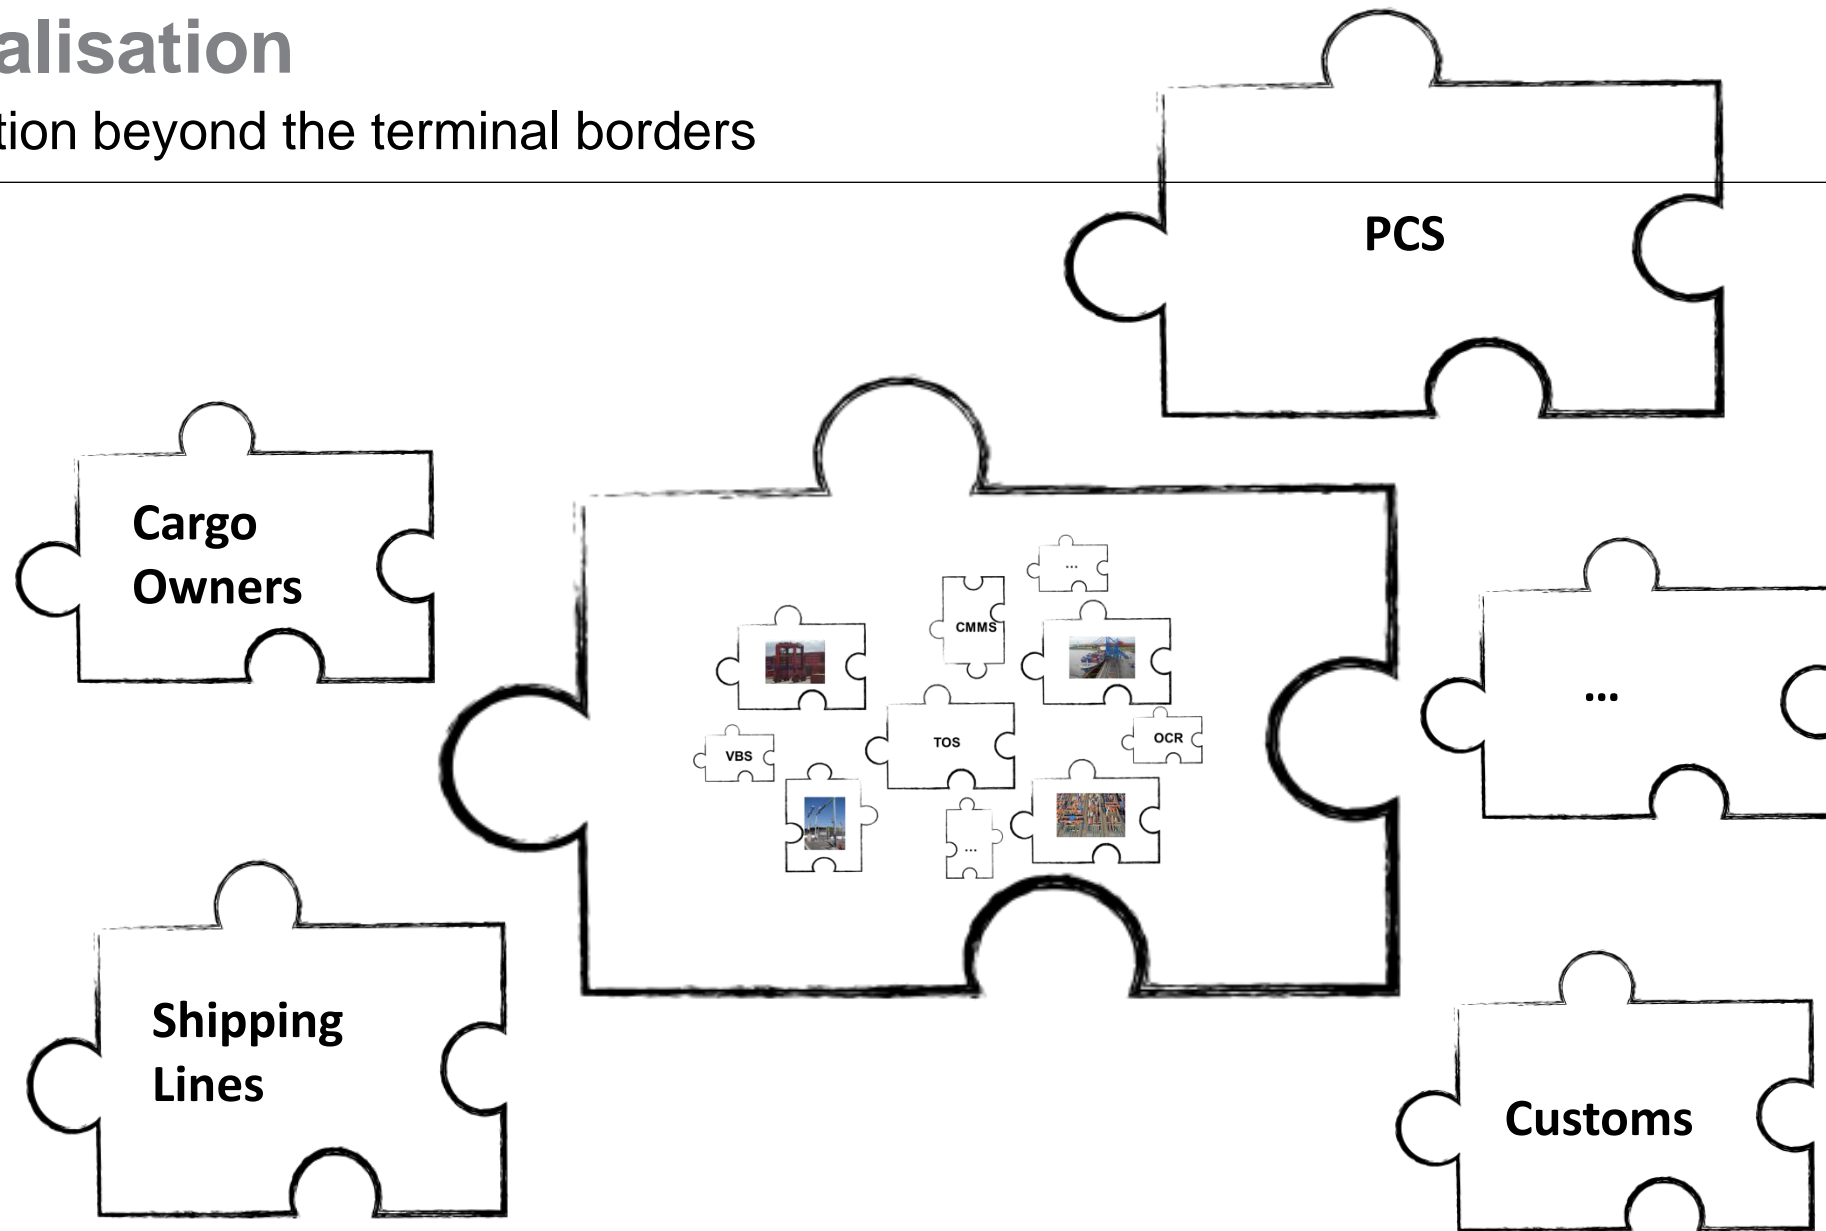 alisation
tion beyond the terminal borders
PCS
Cargo
Owners
...
CMMS
...
VBS
TOS
OCR
...
Shipping
Lines
Customs